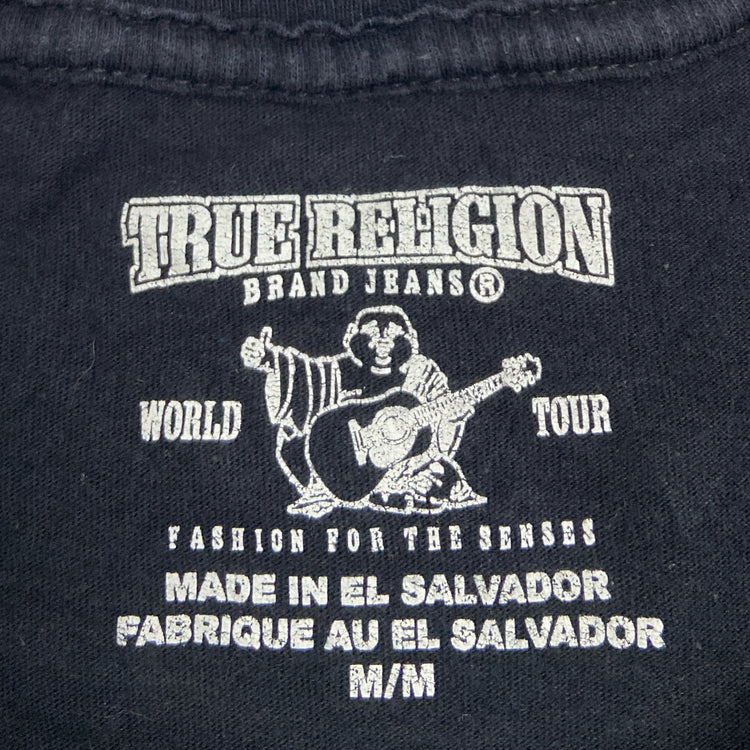 TRUE RELIGION
BRAND JEANS®
WORLD TOUR
FASHION FOR THE SENSES
MADE IN EL SALVADOR
FABRIQUE AU EL SALVADOR
M/M